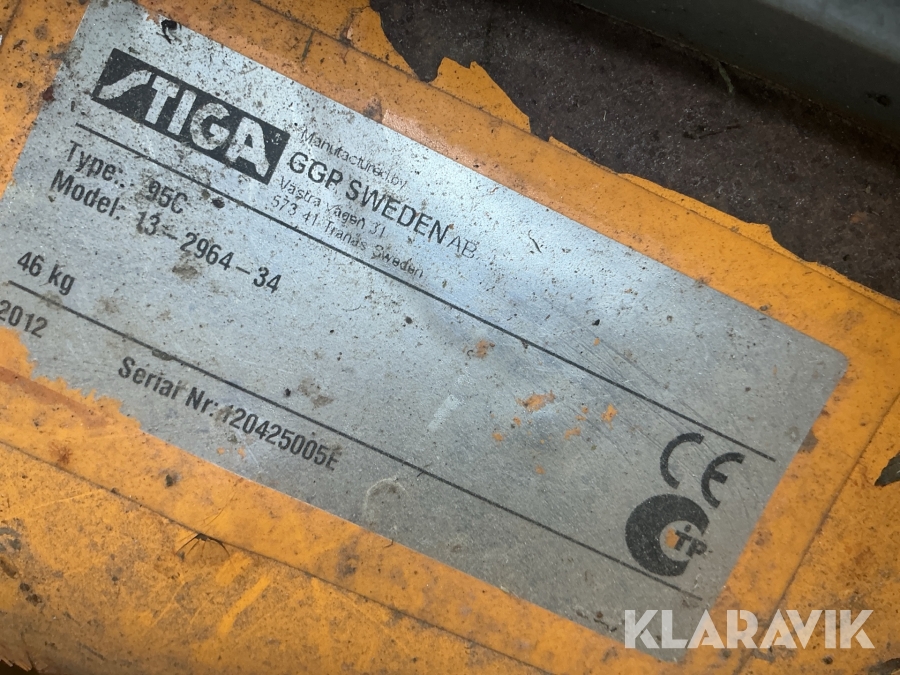 STIGA
Manufactured by
GGP SWEDEN AB
Västra vägen 31
573 41 Tranås Sweden
Type.: 95C
Model: 13-2964-34
46 kg
2012
Serial Nr: 120425005E
CE
TIP
KLARAVIK